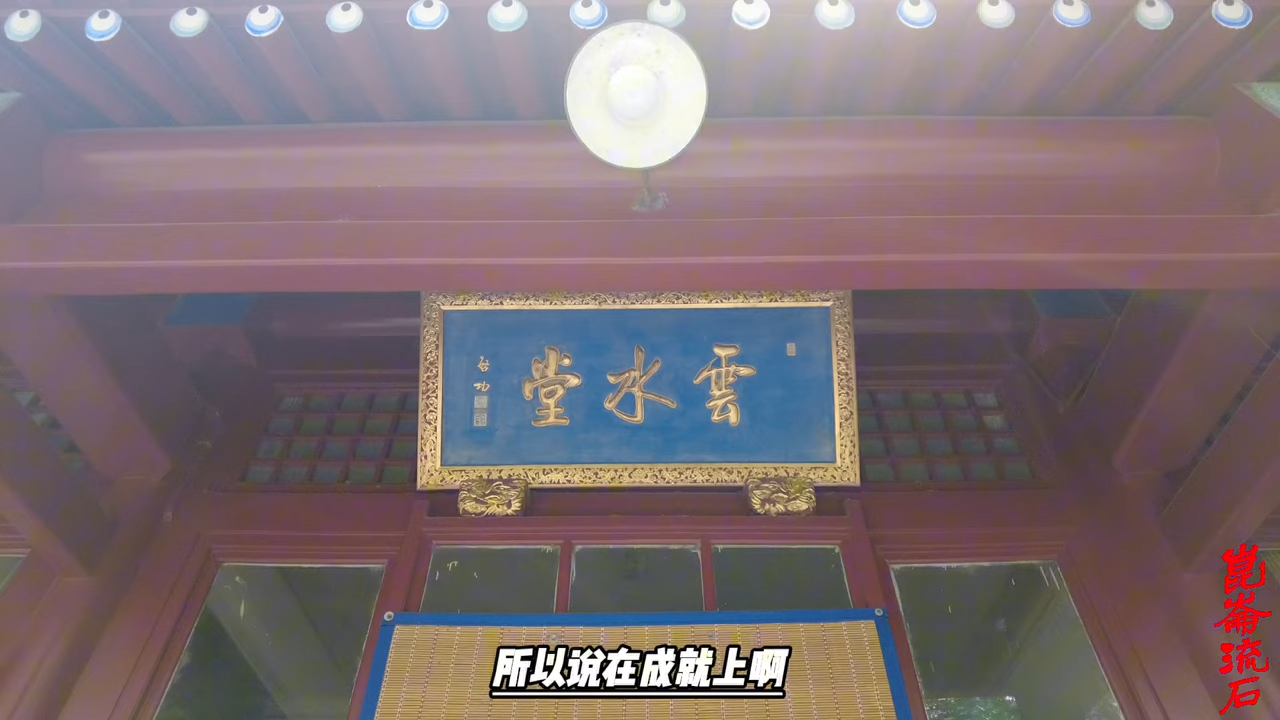 雲水堂
啟功
所以说在成就上啊
崑崙流石